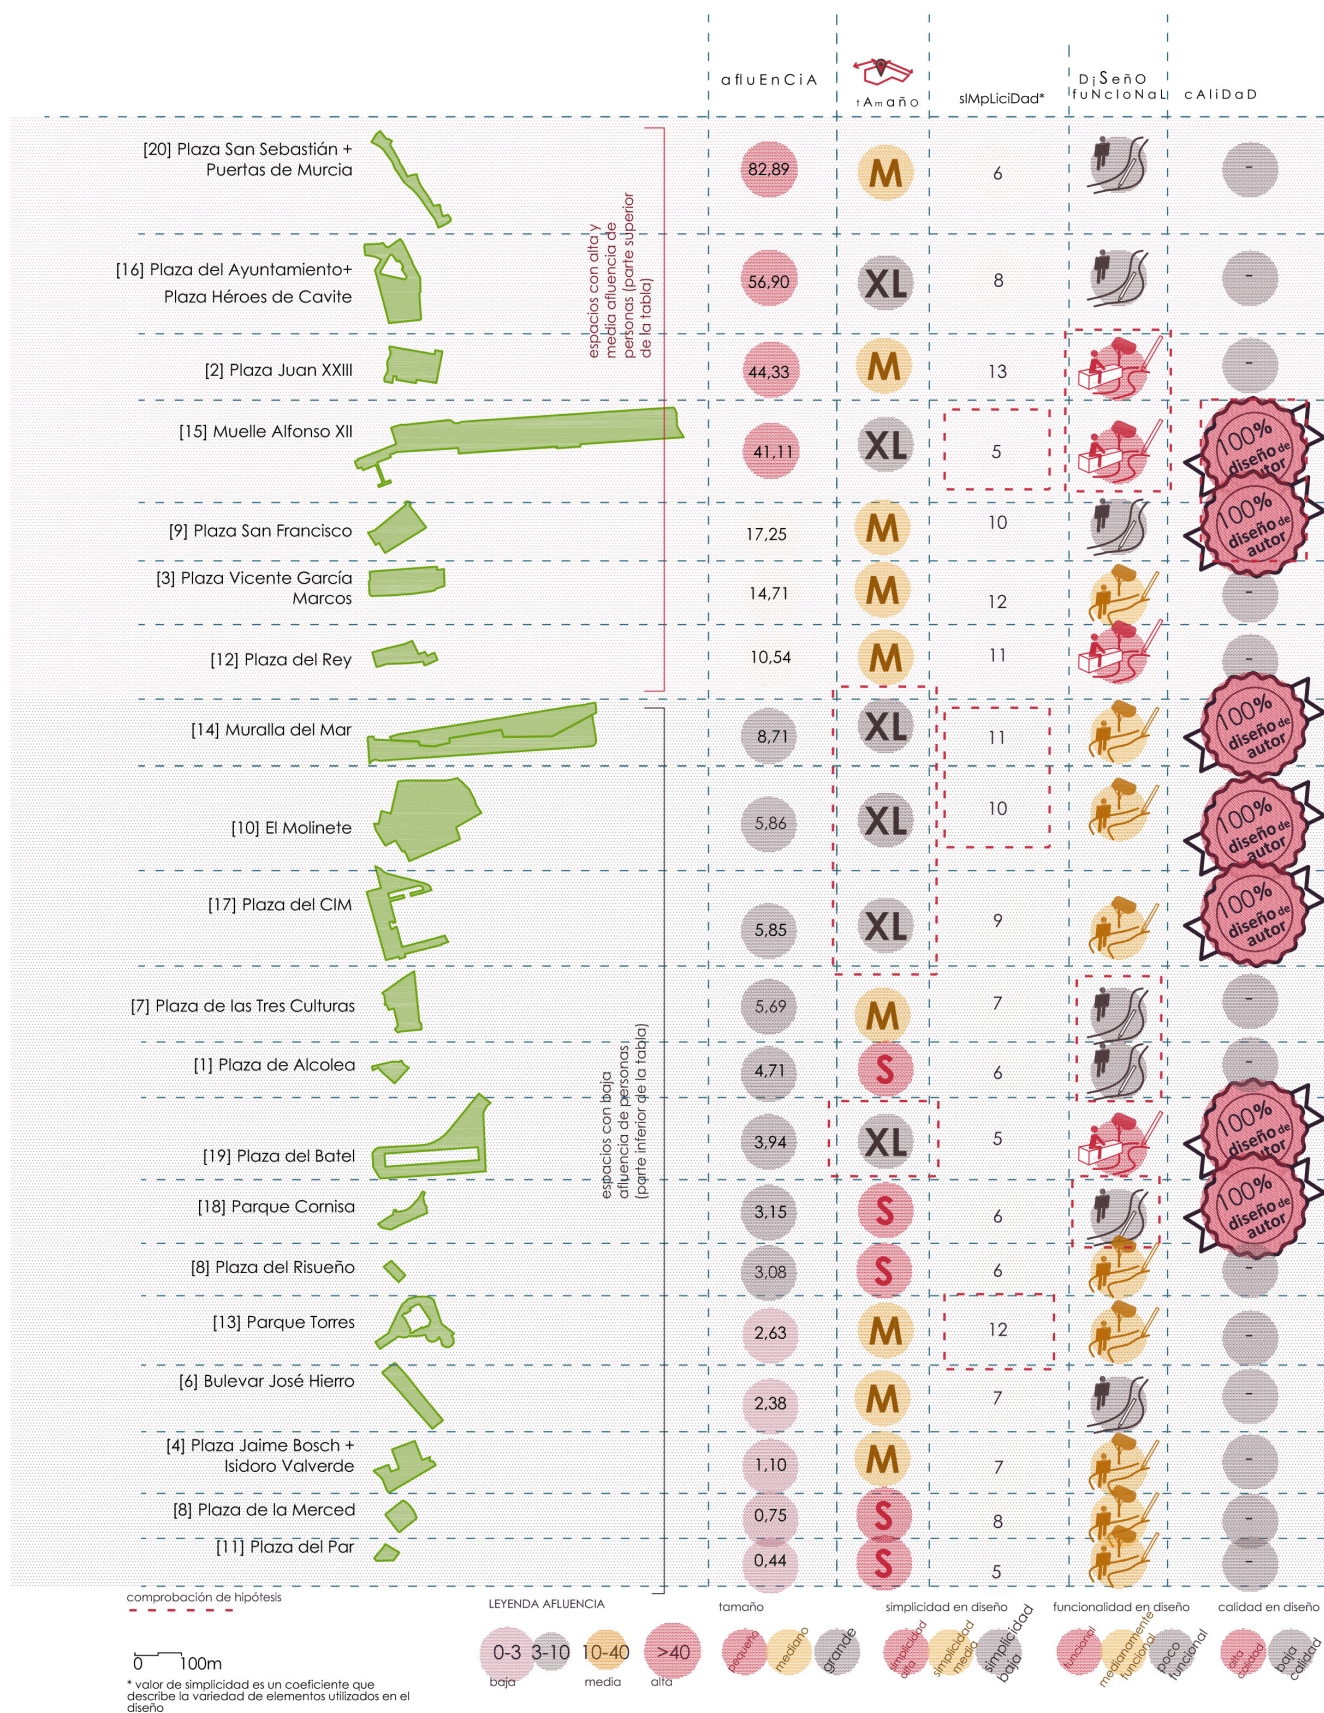 afluEnCiA
tAmaño
sIMpLiciDad*
DiSeñO
fuNcIoNaL
cAliDaD
[20] Plaza San Sebastián +
Puertas de Murcia
82,89
M
6
-
[16] Plaza del Ayuntamiento+
Plaza Héroes de Cavite
56,90
XL
8
-
espacios con alta y
media afluencia de
personas (parte superior
de la tabla)
[2] Plaza Juan XXIII
44,33
M
13
-
[15] Muelle Alfonso XII
41,11
XL
5
100%
diseño de
autor
[9] Plaza San Francisco
17,25
M
10
100%
diseño de
autor
[3] Plaza Vicente García
Marcos
14,71
M
12
-
[12] Plaza del Rey
10,54
M
11
-
[14] Muralla del Mar
8,71
XL
11
100%
diseño de
autor
[10] El Molinete
5,86
XL
10
100%
diseño de
autor
[17] Plaza del CIM
5,85
XL
9
100%
diseño de
autor
[7] Plaza de las Tres Culturas
5,69
M
7
-
espacios con baja
afluencia de personas
(parte inferior de la tabla)
[1] Plaza de Alcolea
4,71
S
6
-
[19] Plaza del Batel
3,94
XL
5
100%
diseño de
autor
[18] Parque Cornisa
3,15
S
6
100%
diseño de
autor
[8] Plaza del Risueño
3,08
S
6
-
[13] Parque Torres
2,63
M
12
-
[6] Bulevar José Hierro
2,38
M
7
-
[4] Plaza Jaime Bosch +
Isidoro Valverde
1,10
M
7
-
[8] Plaza de la Merced
0,75
S
8
-
[11] Plaza del Par
0,44
S
5
-
comprobación de hipótesis
0 100m
* valor de simplicidad es un coeficiente que
describe la variedad de elementos utilizados en el
diseño
LEYENDA AFLUENCIA
0-3 3-10 10-40 >40
baja media alta
tamaño
pequeño
mediano
grande
simplicidad en diseño
simplicidad
alta
simplicidad
media
simplicidad
baja
funcionalidad en diseño
funcional
medianamente
funcional
poco
funcional
calidad en diseño
alta
calidad
baja
calidad